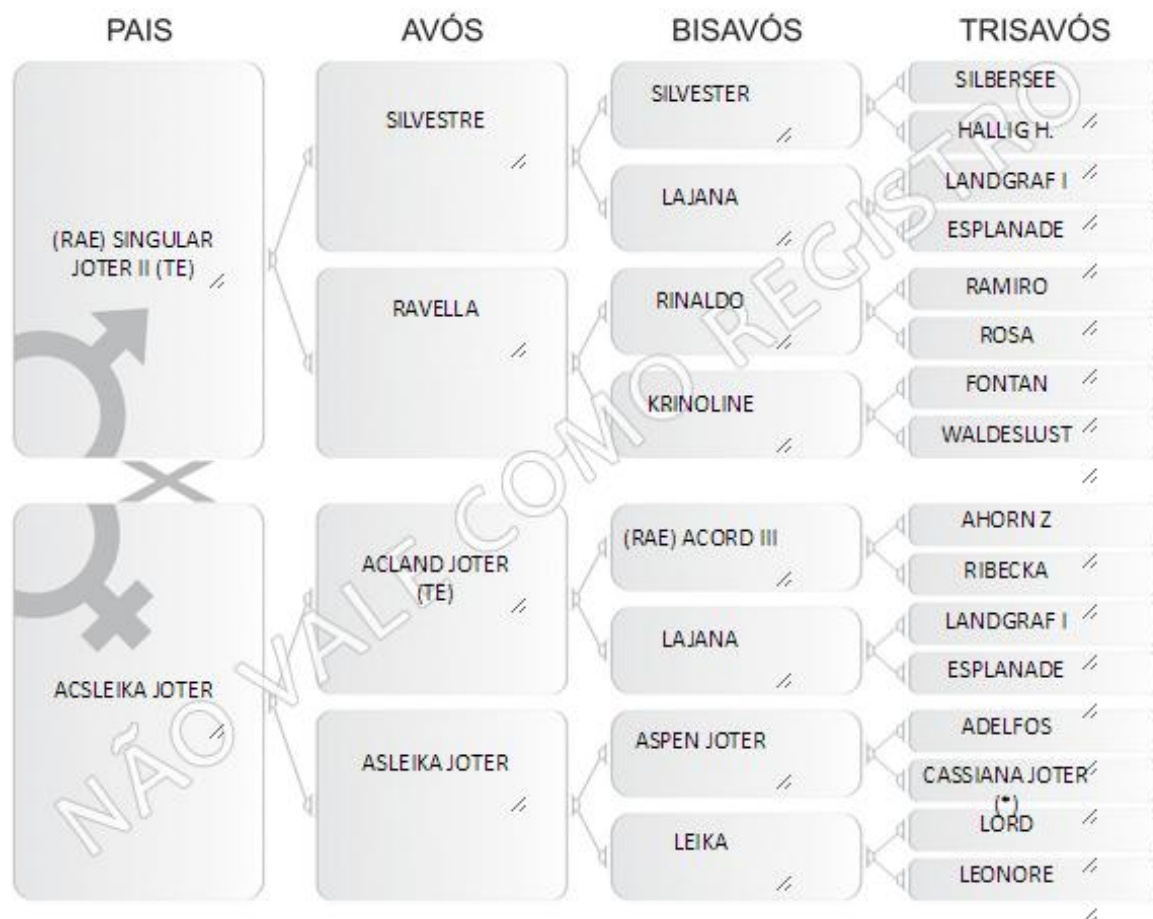 PAIS
AVÓS
BISAVÓS
TRISAVÓS
(RAE) SINGULAR
JOTER II (TE)
SILVESTRE
SILVESTER
SILBERSEE
HALLIG H.
LAJANA
LANDGRAF I
ESPLANADE
RAVELLA
RINALDO
RAMIRO
ROSA
KRINOLINE
FONTAN
WALDESLUST
ACSLEIKA JOTER
ACLAND JOTER
(TE)
(RAE) ACORD III
AHORN Z
RIBECKA
LAJANA
LANDGRAF I
ESPLANADE
ASLEIKA JOTER
ASPEN JOTER
ADELFOS
CASSIANA JOTER
(*)
LEIKA
LORD
LEONORE
NÃO VALE COMO REGISTRO